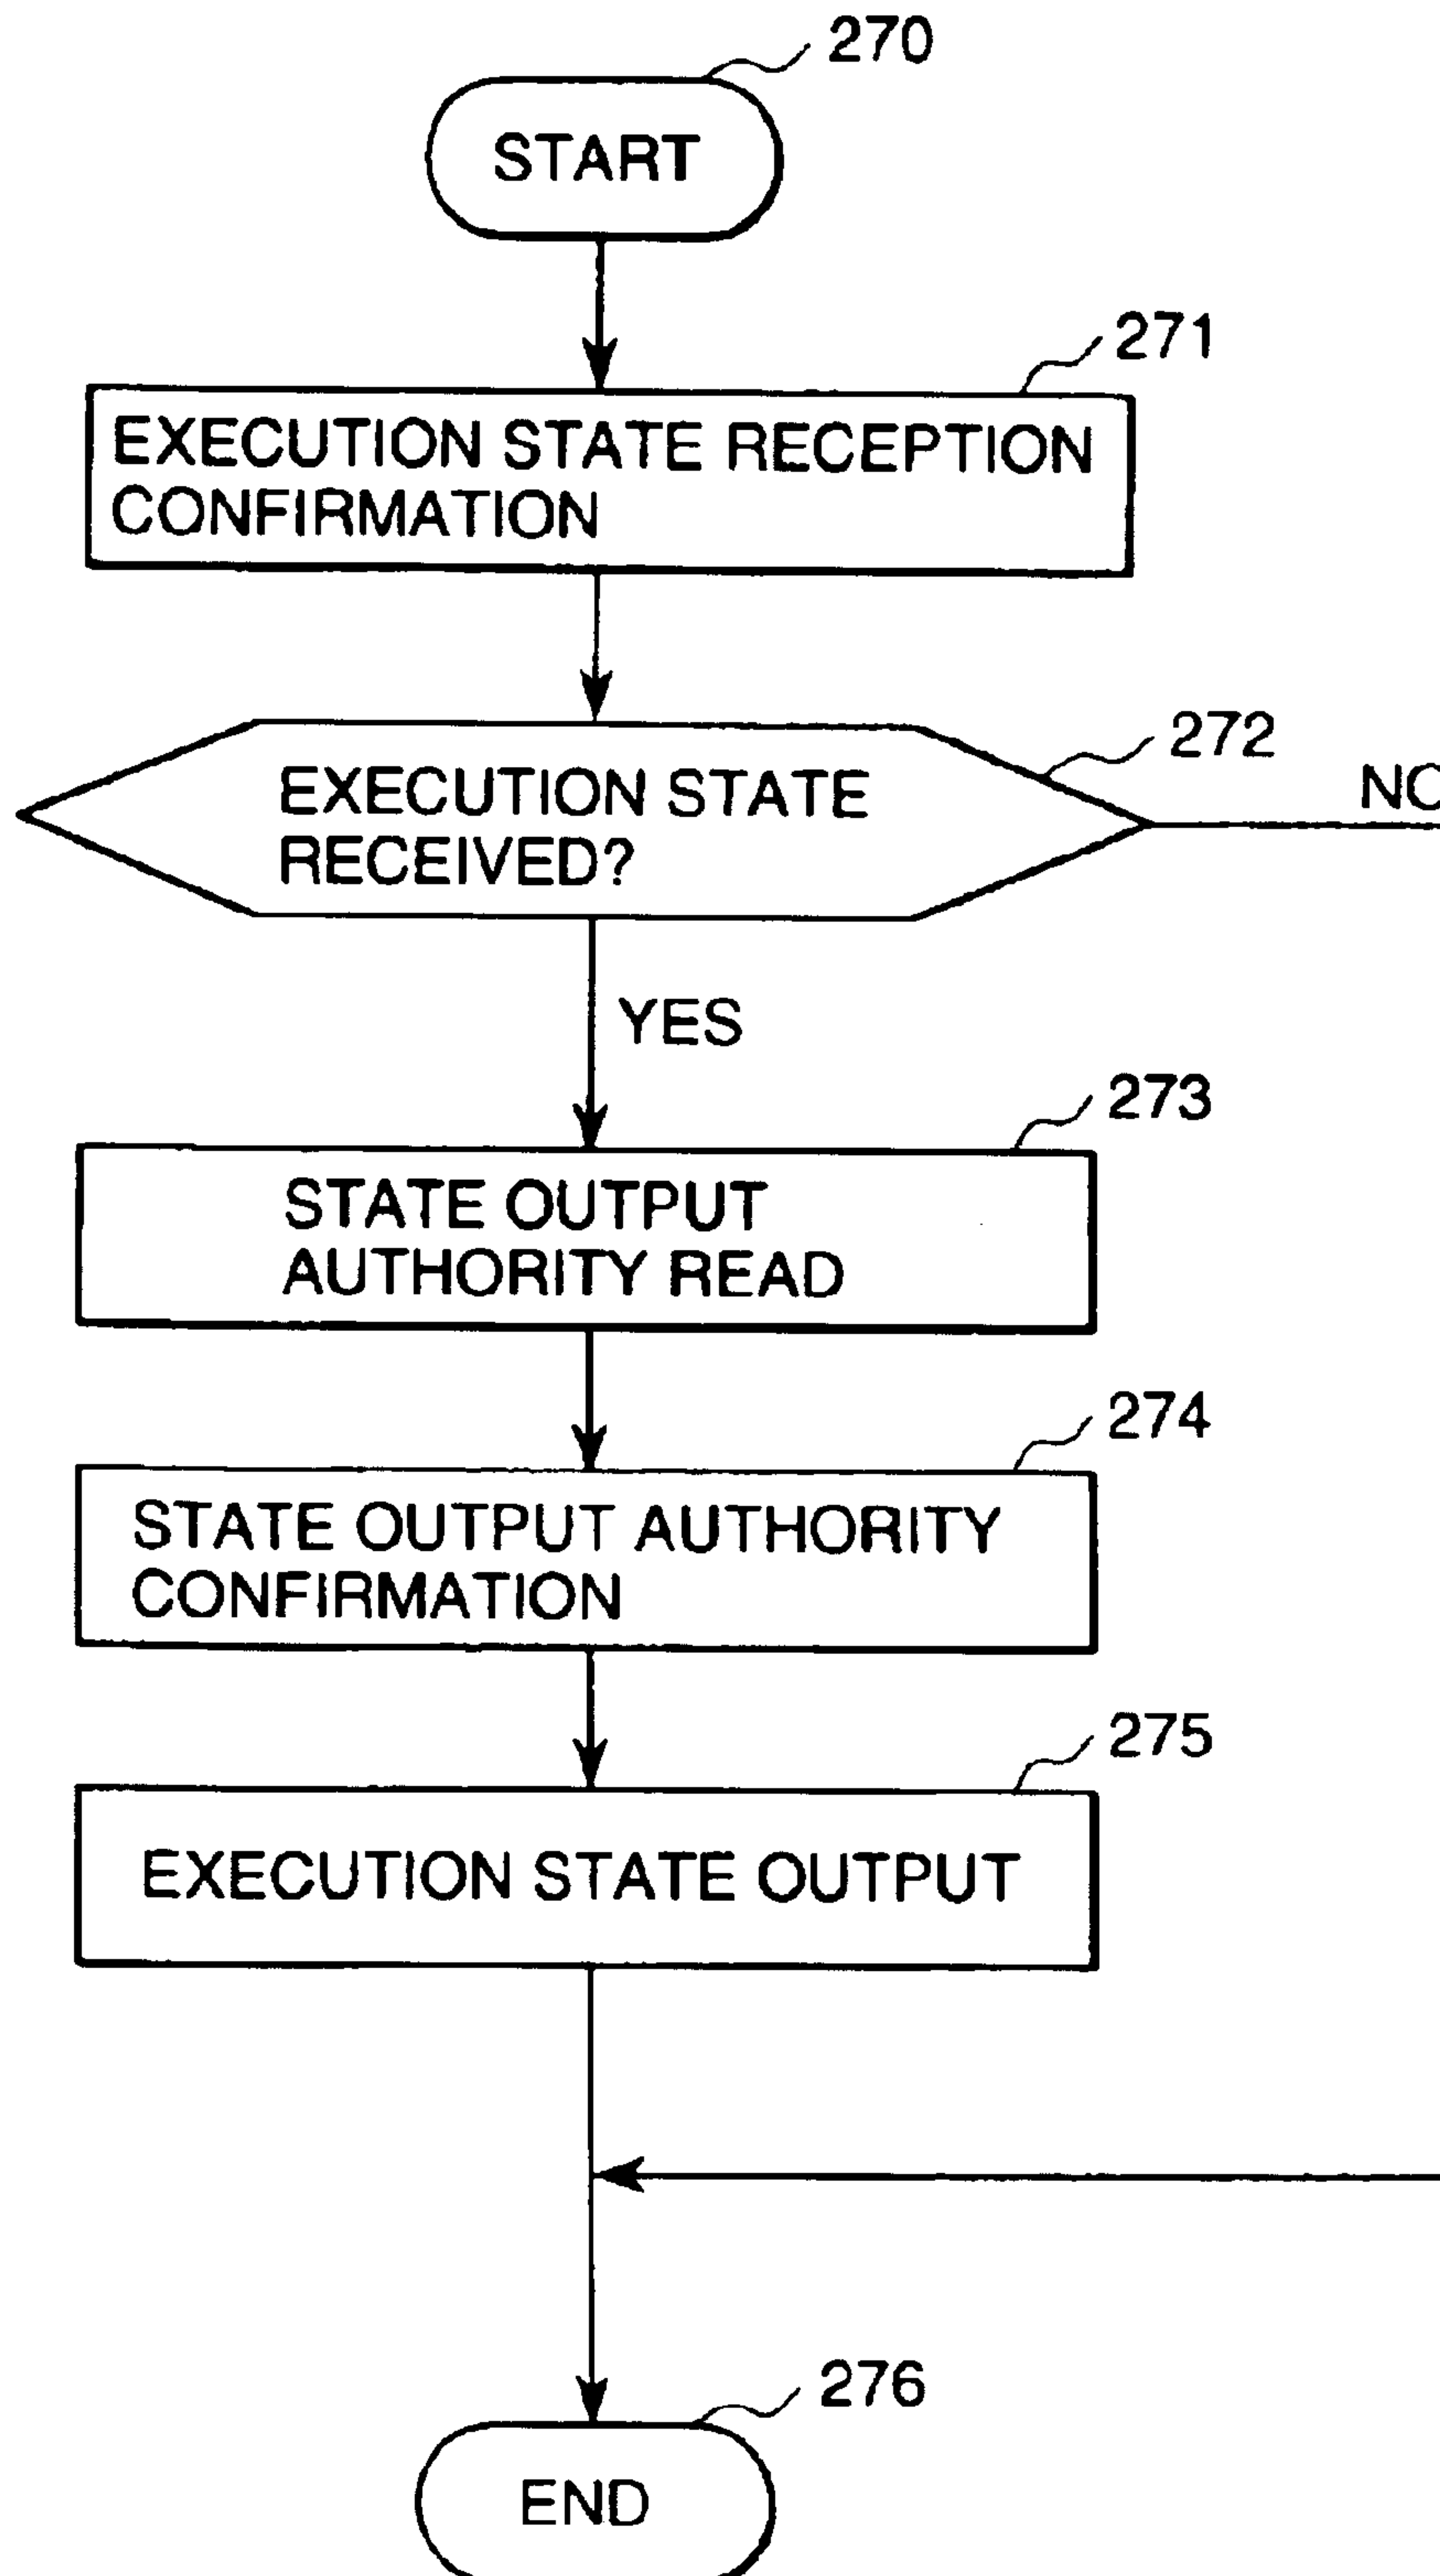 270
START
271
EXECUTION STATE RECEPTION
CONFIRMATION
272
EXECUTION STATE
RECEIVED?
NO
YES
273
STATE OUTPUT
AUTHORITY READ
274
STATE OUTPUT AUTHORITY
CONFIRMATION
275
EXECUTION STATE OUTPUT
276
END